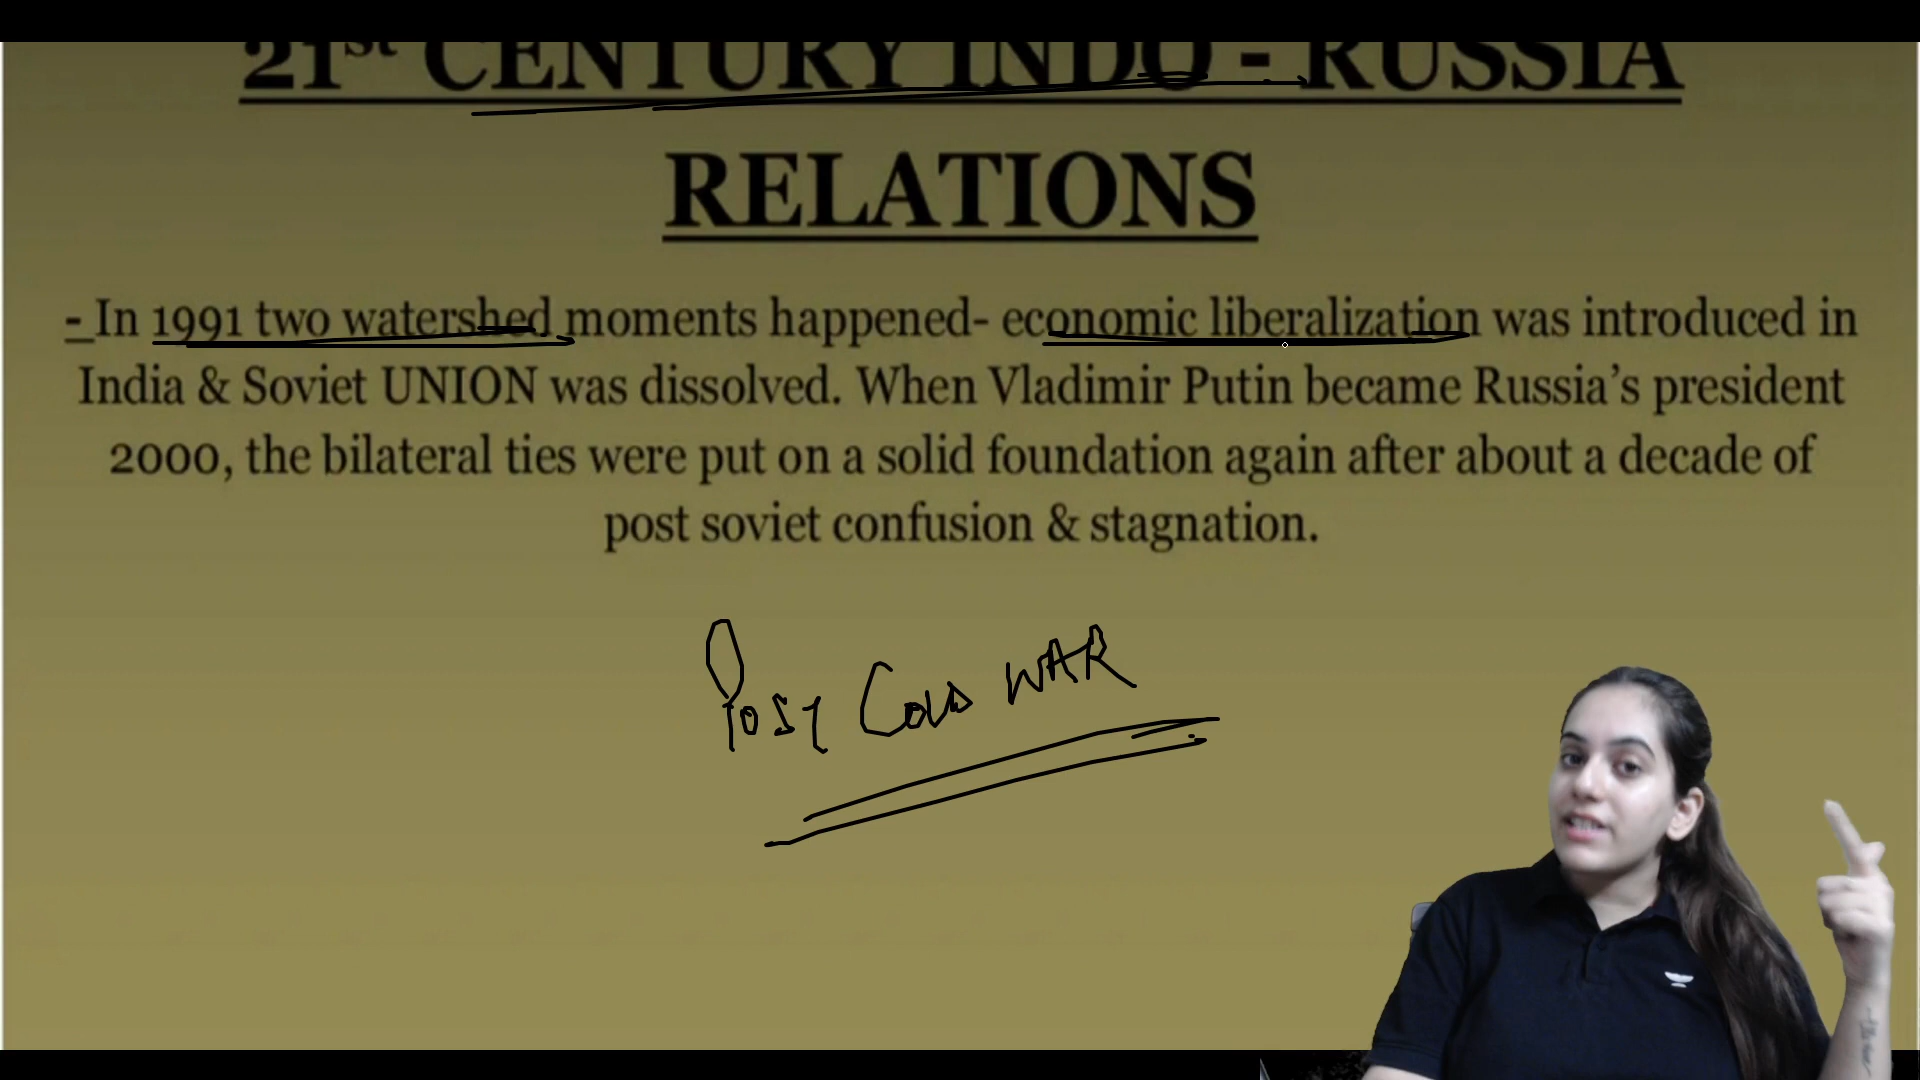 21st CENTURY INDO - RUSSIA
RELATIONS
- In 1991 two watershed moments happened- economic liberalization was introduced in
India & Soviet UNION was dissolved. When Vladimir Putin became Russia’s president
2000, the bilateral ties were put on a solid foundation again after about a decade of
post soviet confusion & stagnation.
Post Cold WAR